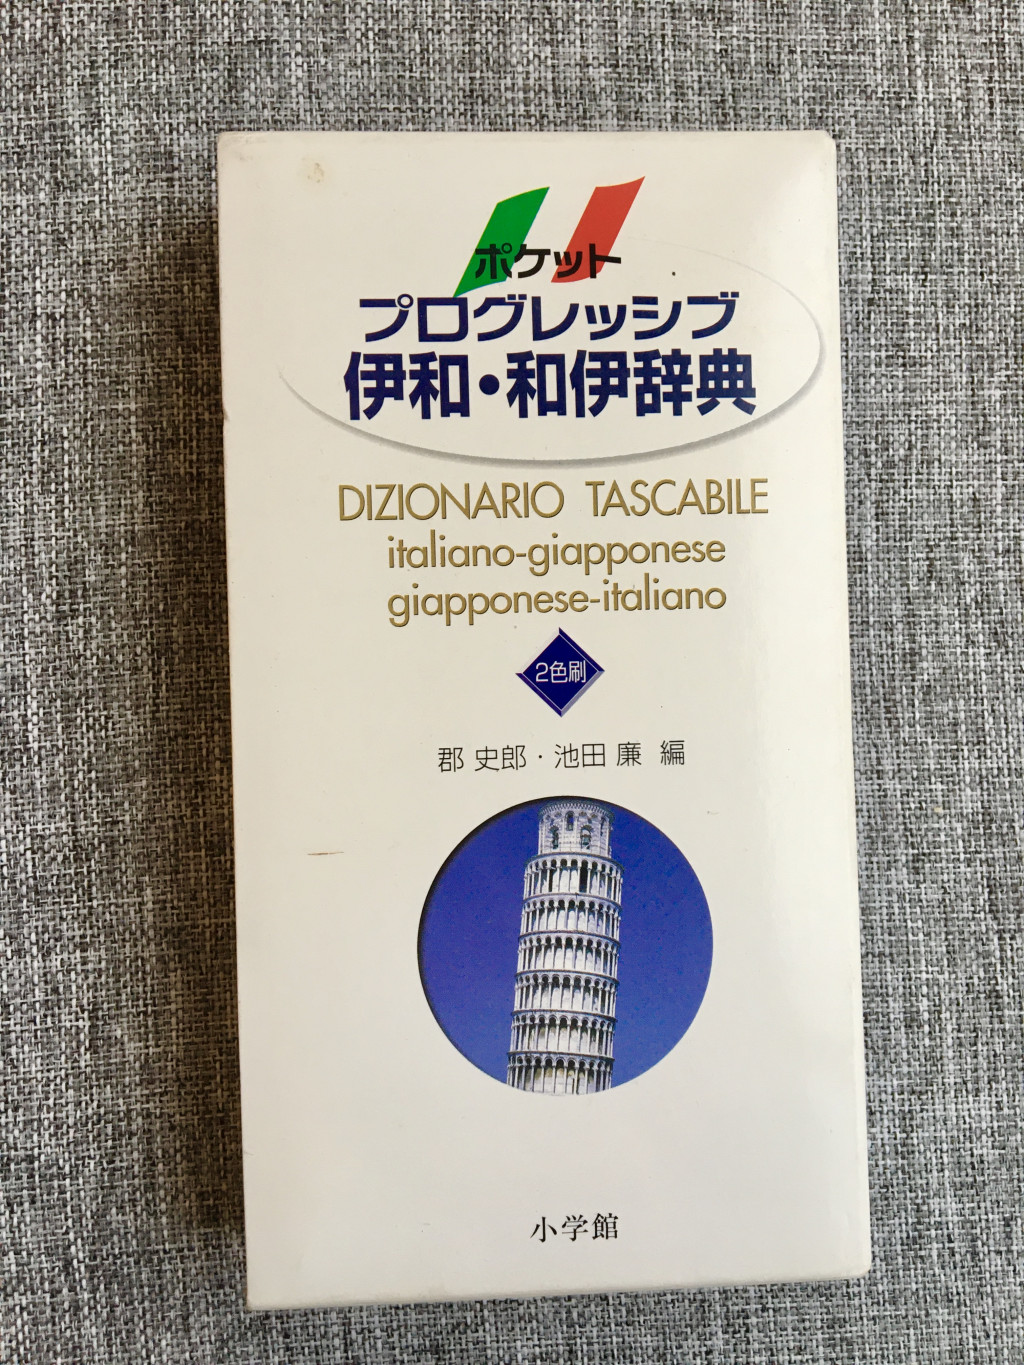 ポケット
プログレッシブ
伊和・和伊辞典
DIZIONARIO TASCABILE
italiano-giapponese
giapponese-italiano
2色刷
郡 史郎・池田 廉 編
小学館